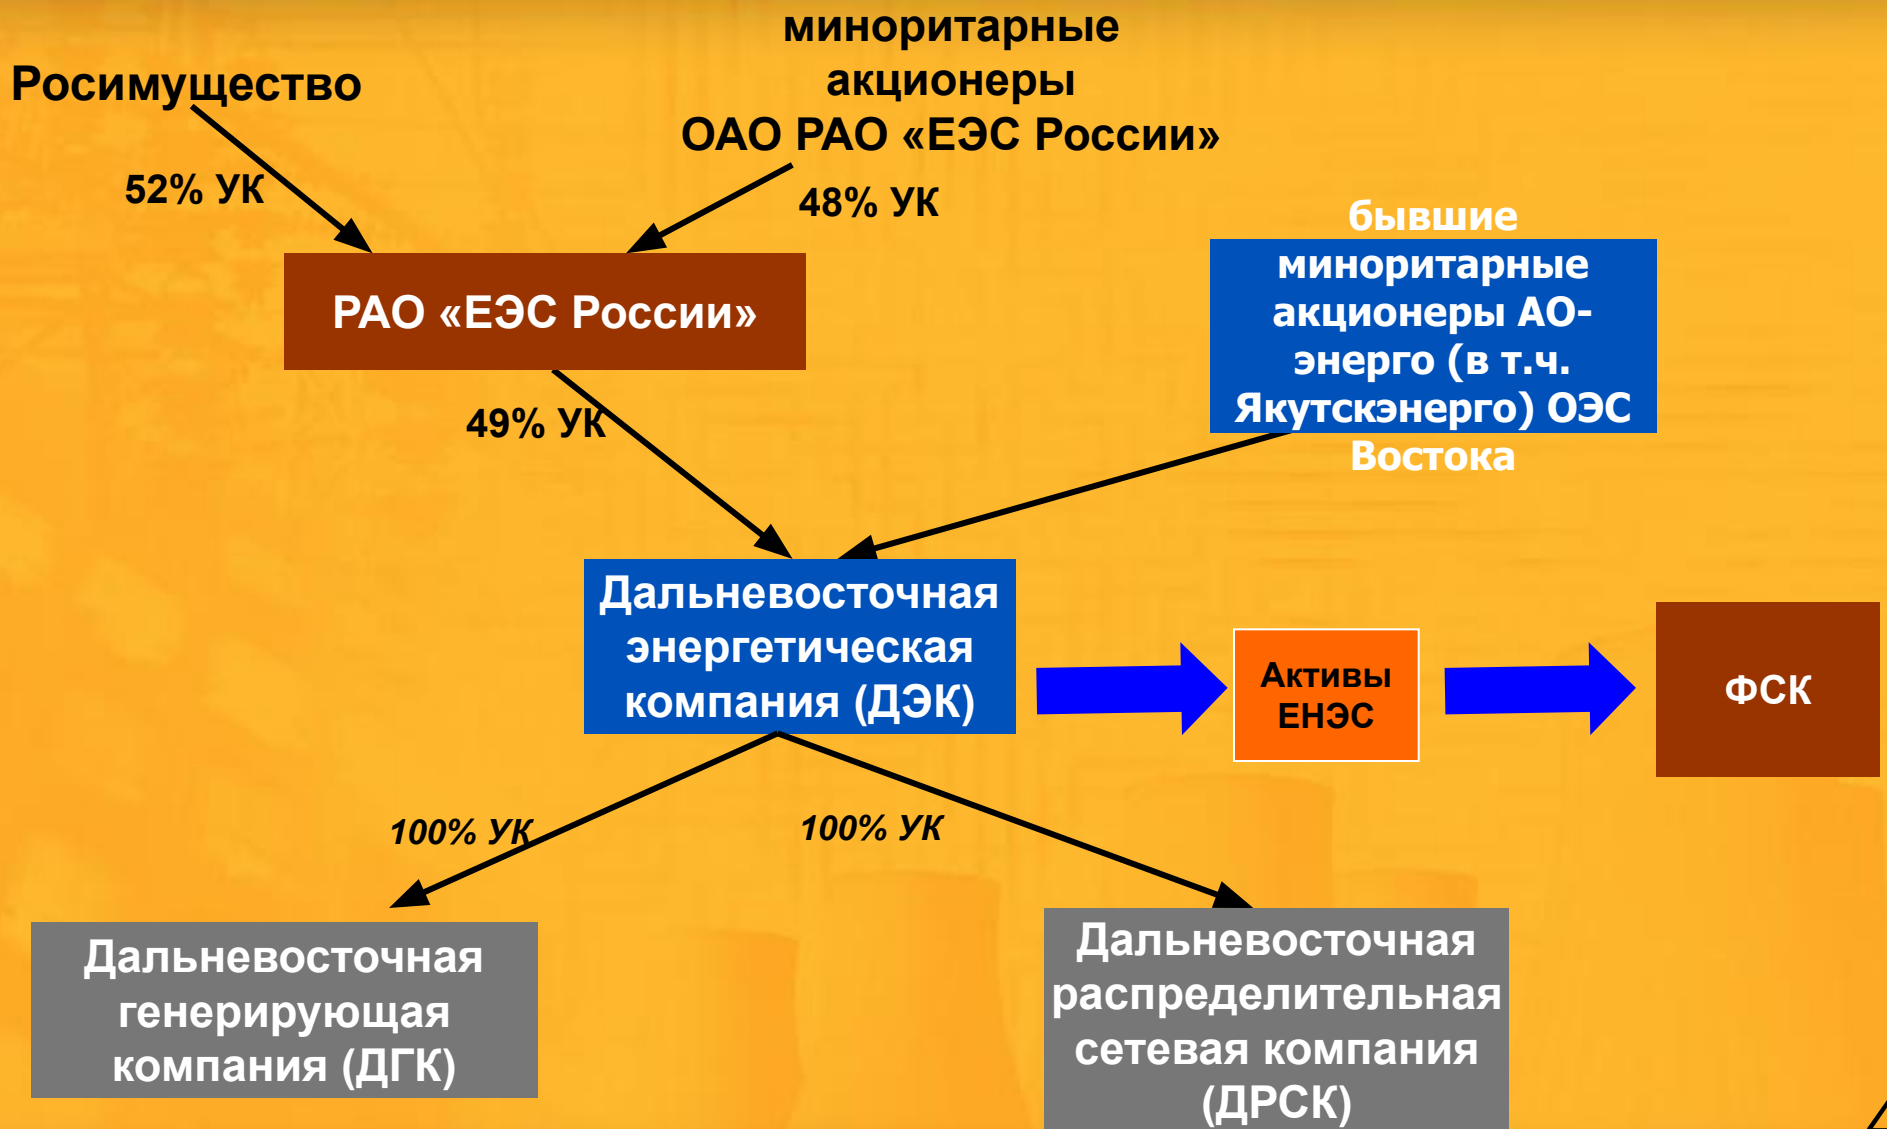 миноритарные
акционеры
ОАО РАО «ЕЭС России»
Росимущество
52% УК
48% УК
РАО «ЕЭС России»
бывшие
миноритарные
акционеры АО-
энерго (в т.ч.
Якутскэнерго) ОЭС
Востока
49% УК
Дальневосточная
энергетическая
компания (ДЭК)
Активы
ЕНЭС
ФСК
100% УК
100% УК
Дальневосточная
генерирующая
компания (ДГК)
Дальневосточная
распределительная
сетевая компания
(ДРСК)